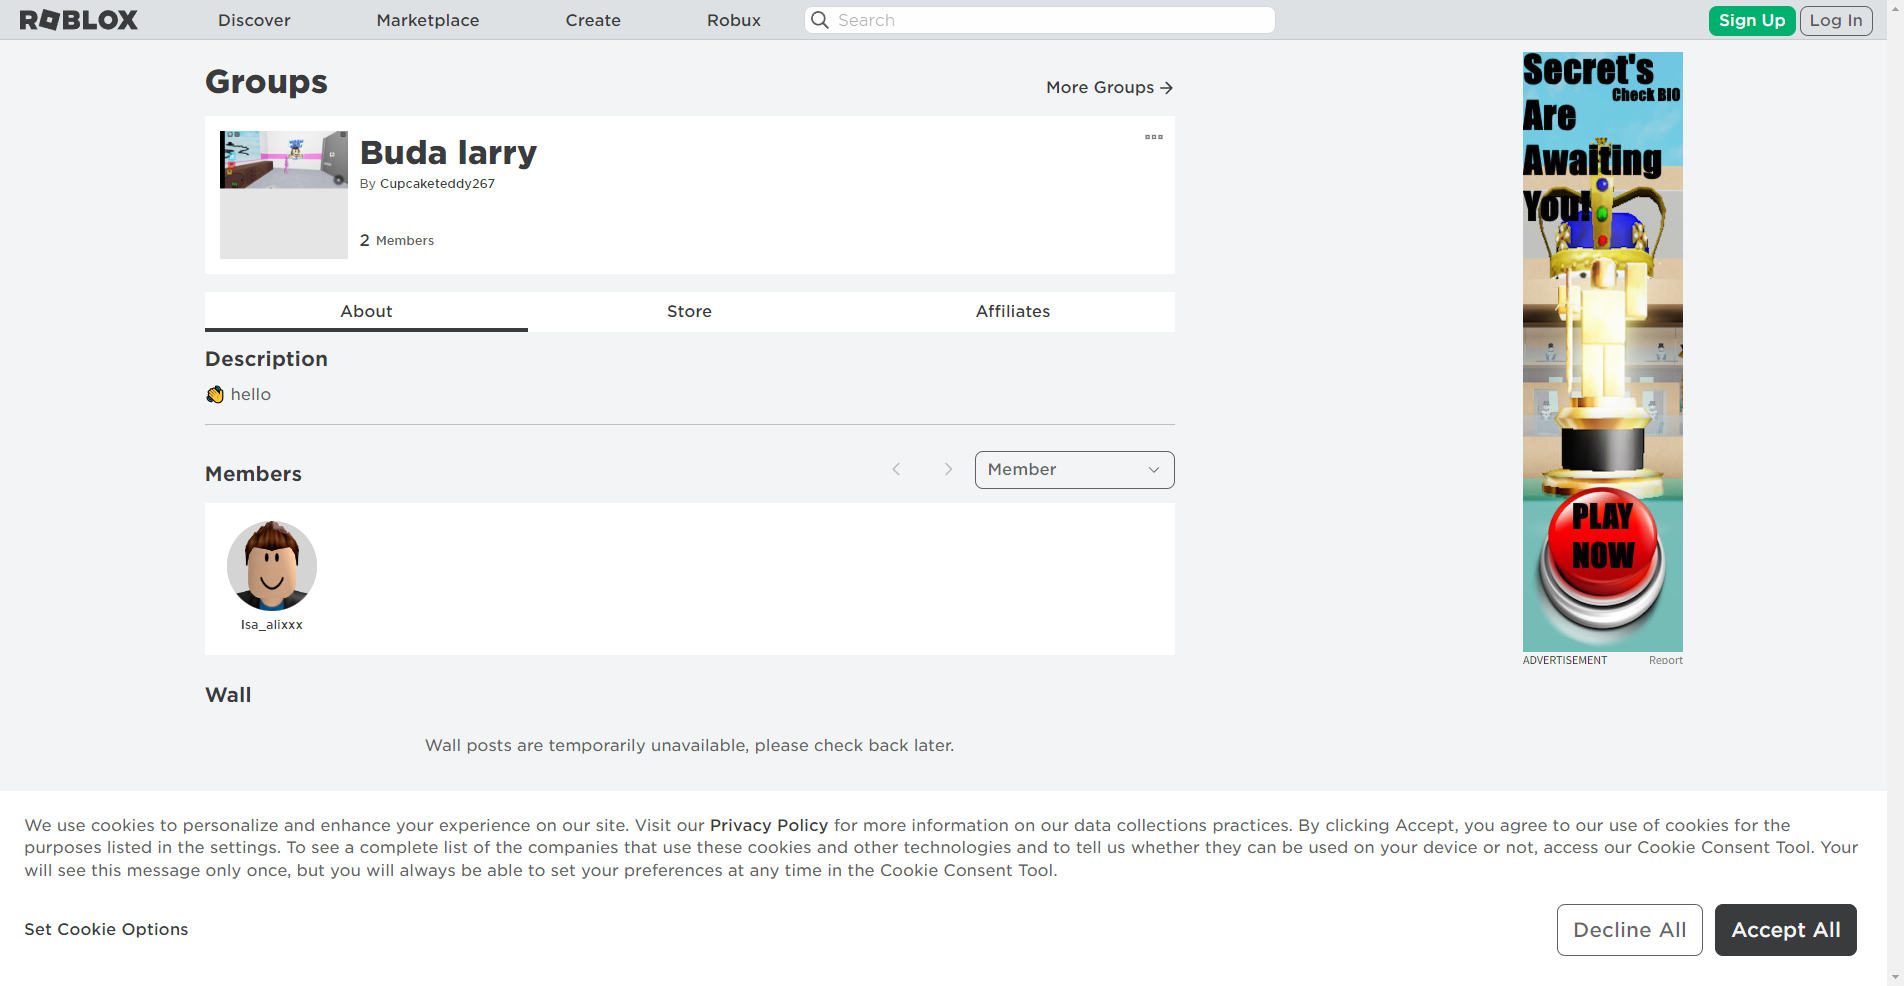 ROBLOX
Discover
Marketplace
Create
Robux
Search
Sign Up
Log In
Groups
More Groups
Buda larry
By Cupcaketeddy267
2 Members
About
Store
Affiliates
Description
👏 hello
Members
Member
Isa_alixxx
Wall
Wall posts are temporarily unavailable, please check back later.
Secret's
Check BIO
Are
Awaiting
You!
PLAY
NOW
ADVERTISEMENT
Report
We use cookies to personalize and enhance your experience on our site. Visit our Privacy Policy for more information on our data collections practices. By clicking Accept, you agree to our use of cookies for the
purposes listed in the settings. To see a complete list of the companies that use these cookies and other technologies and to tell us whether they can be used on your device or not, access our Cookie Consent Tool. Your
will see this message only once, but you will always be able to set your preferences at any time in the Cookie Consent Tool.
Set Cookie Options
Decline All
Accept All